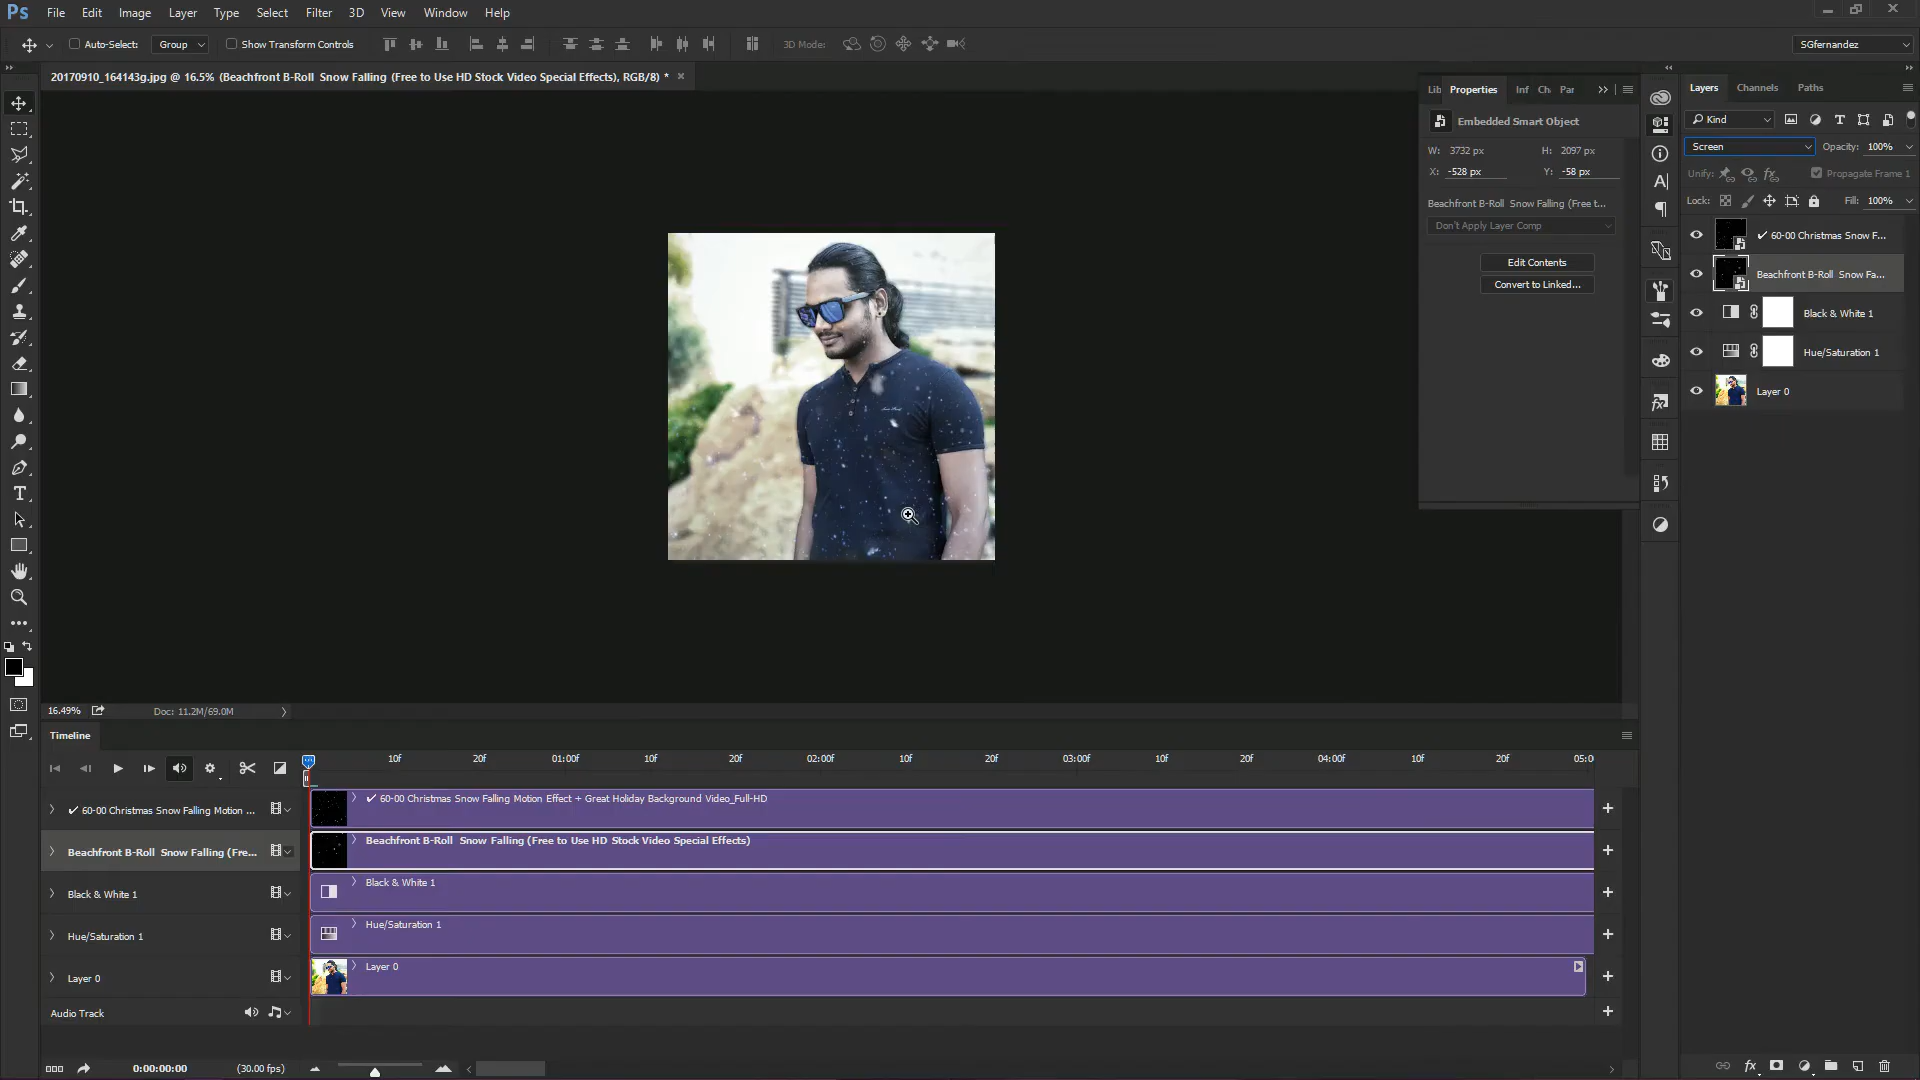 Ps File Edit Image Layer Type Select Filter 3D View Window Help
Auto-Select: Group Show Transform Controls 3D Mode: SGfernandez
20170910_164143g.jpg @ 16.5% (Beachfront B-Roll Snow Falling (Free to Use HD Stock Video Special Effects), RGB/8) *
Lib Properties Inf Ch Par
Embedded Smart Object
W: 3732 px H: 2097 px
X: -528 px Y: -58 px
Beachfront B-Roll Snow Falling (Free t...
Don't Apply Layer Comp
Edit Contents
Convert to Linked...
Layers Channels Paths
Kind
Screen Opacity: 100%
Unify: Propagate Frame 1
Lock: Fill: 100%
✓ 60-00 Christmas Snow F...
Beachfront B-Roll Snow Fa...
Black & White 1
Hue/Saturation 1
Layer 0
16.49% Doc: 11.2M/69.0M
Timeline
10f 20f 01:00f 10f 20f 02:00f 10f 20f 03:00f 10f 20f 04:00f 10f 20f 05:0
✓ 60-00 Christmas Snow Falling Motion ... ✓ 60-00 Christmas Snow Falling Motion Effect + Great Holiday Background Video_Full-HD
Beachfront B-Roll Snow Falling (Fre... Beachfront B-Roll Snow Falling (Free to Use HD Stock Video Special Effects)
Black & White 1 Black & White 1
Hue/Saturation 1 Hue/Saturation 1
Layer 0 Layer 0
Audio Track
0:00:00:00 (30.00 fps)